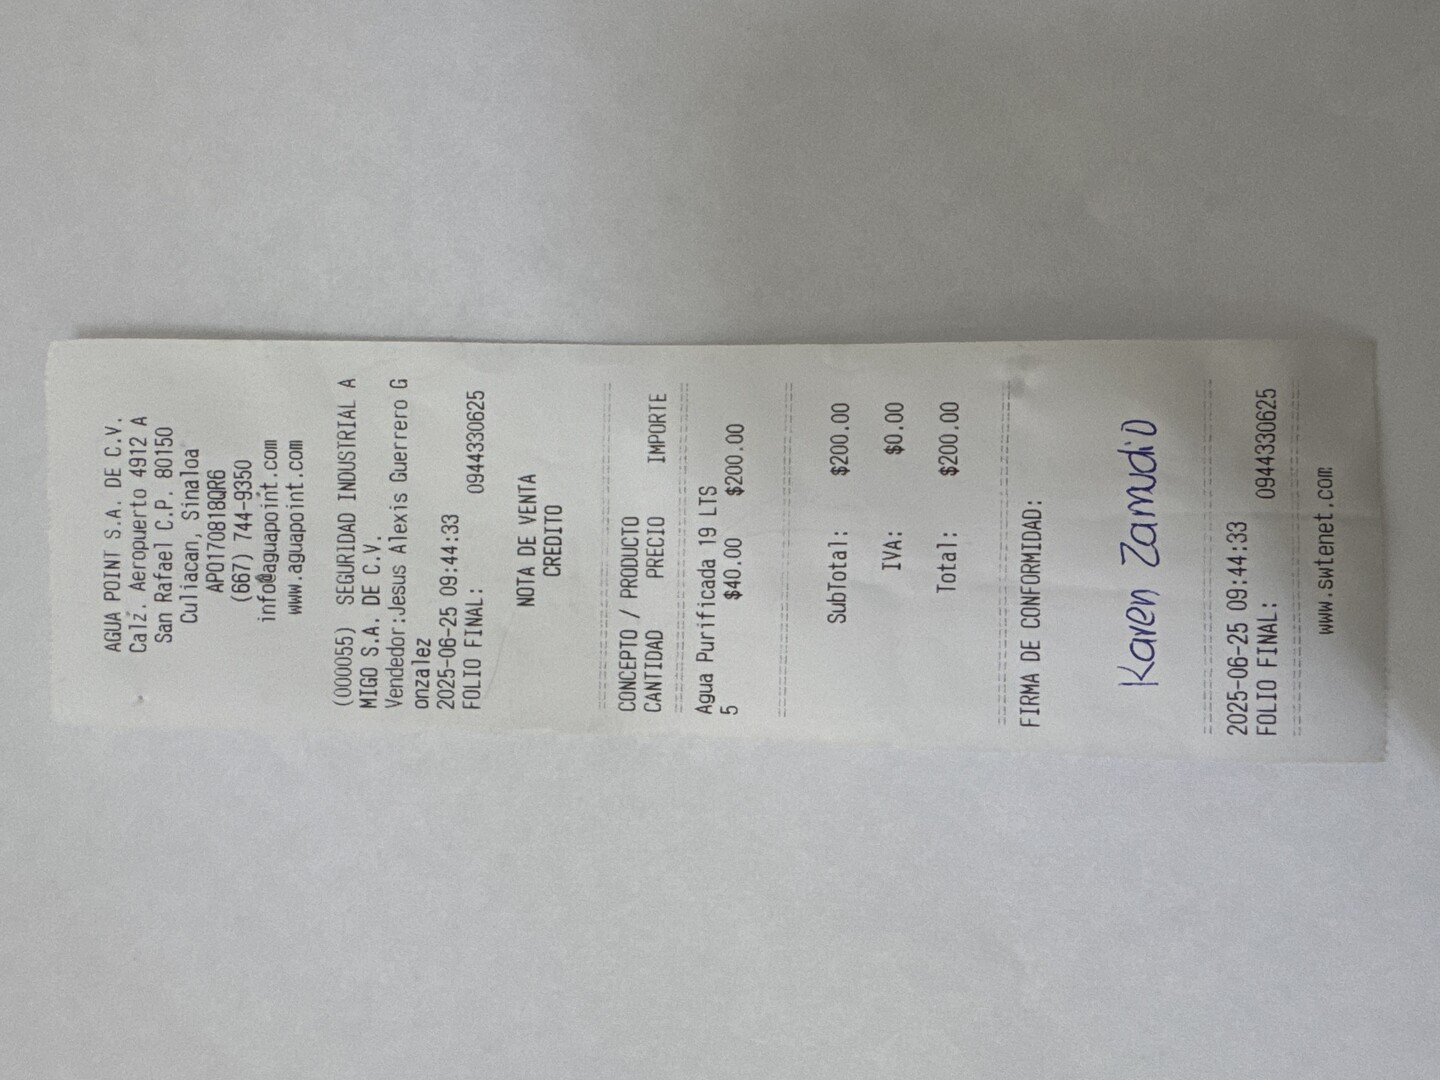 AGUA POINT S.A. DE C.V.
Calz. Aeropuerto 4912 A
San Rafael C.P. 80150
Culiacan, Sinaloa
APO170818QR6
(667) 744-9350
info@aguapoint.com
www.aguapoint.com
(000055) SEGURIDAD INDUSTRIAL A
MIGO S.A. DE C.V.
Vendedor:Jesus Alexis Guerrero G
onzalez
2025-06-25 09:44:33
FOLIO FINAL: 0944330625
NOTA DE VENTA
CREDITO
CONCEPTO / PRODUCTO
CANTIDAD PRECIO IMPORTE
Agua Purificada 19 LTS
5 $40.00 $200.00
SubTotal: $200.00
IVA: $0.00
Total: $200.00
FIRMA DE CONFORMIDAD:
Karen Zamudio
2025-06-25 09:44:33
FOLIO FINAL: 0944330625
www.swtenet.com